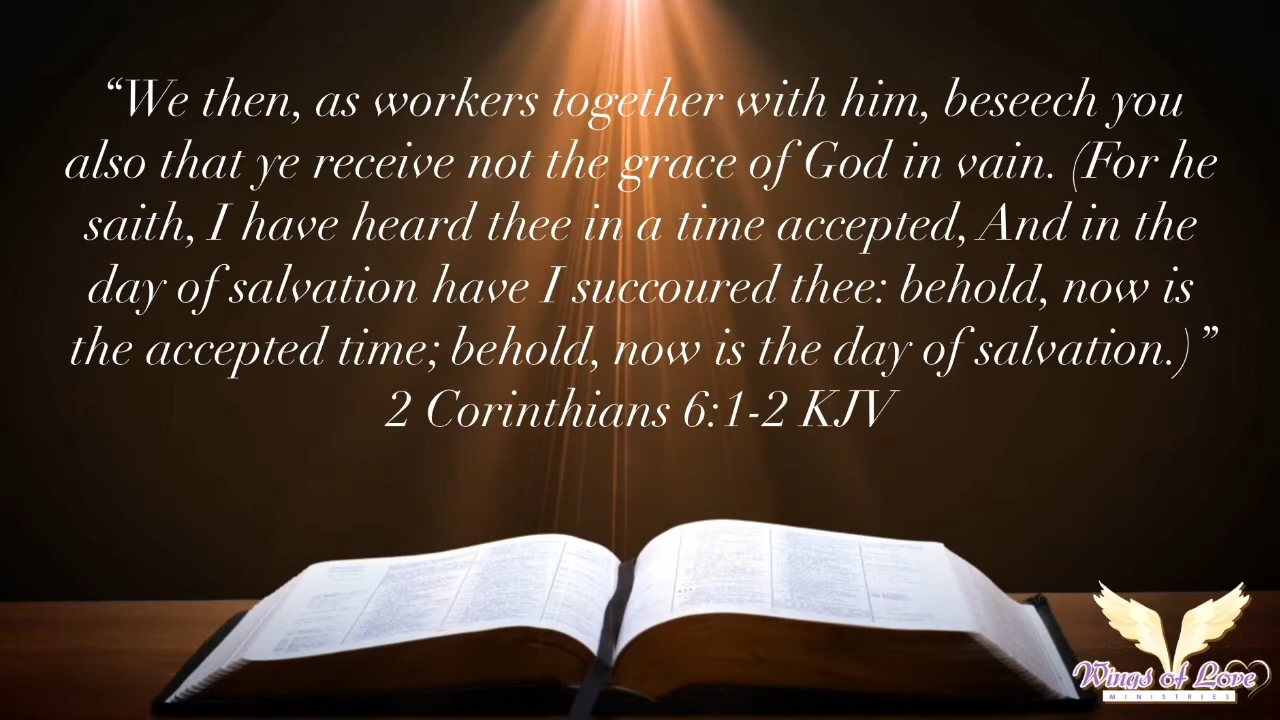 “We then, as workers together with him, beseech you
also that ye receive not the grace of God in vain. (For he
saith, I have heard thee in a time accepted, And in the
day of salvation have I succoured thee: behold, now is
the accepted time; behold, now is the day of salvation.)”
2 Corinthians 6:1-2 KJV
Wings of Love
MINISTRIES